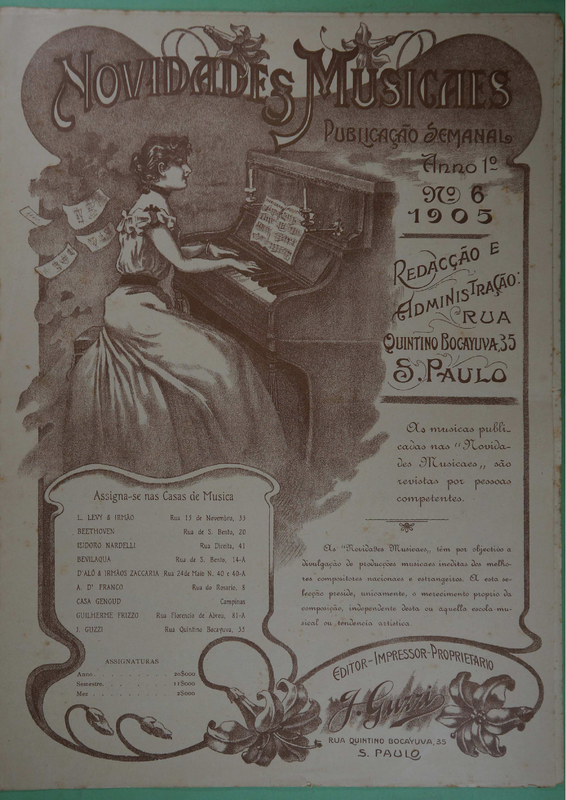 Novidades Musicaes
Publicação Semanal
Anno 1º
Nº 6
1905
Redacção e
Administração:
Rua
Quintino Bocayuva, 35
S. Paulo
As musicas publi-
cadas nas "Novida-
des Musicaes„ são
revistas por pessoas
competentes.
As "Novidades Musicaes„ têm por objectivo a
divulgação de producções musicaes ineditas dos melho-
res compositores nacionaes e estrangeiros. A esta se-
lecção preside, unicamente, o merecimento proprio da
composição, independente desta ou aquella escola mu-
sical ou tendencia artistica
Assigna-se nas Casas de Musica
L. LEVY & IRMÃO Rua 15 de Novembro, 33
BEETHOVEN Rua de S. Bento, 20
ISIDORO NARDELLI Rua Direita, 41
BEVILAQUA Rua de S. Bento, 14-A
D'ALÓ & IRMÃOS ZACCARIA Rua 24 de Maio N. 40 e 40-A
A. D' FRANCO Rua do Rosario, 8
CASA GENOUD Campinas
GUILHERME FRIZZO Rua Florencio de Abreu, 81-A
J. GUZZI Rua Quintino Bocayuva, 35
ASSIGNATURAS
Anno . . . . . . . . . . 20$000
Semestre. . . . . . . . . 11$000
Mez . . . . . . . . . . 2$000
Editor-Impressor-Proprietario
J. Guzzi
Rua Quintino Bocayuva, 35
S. Paulo